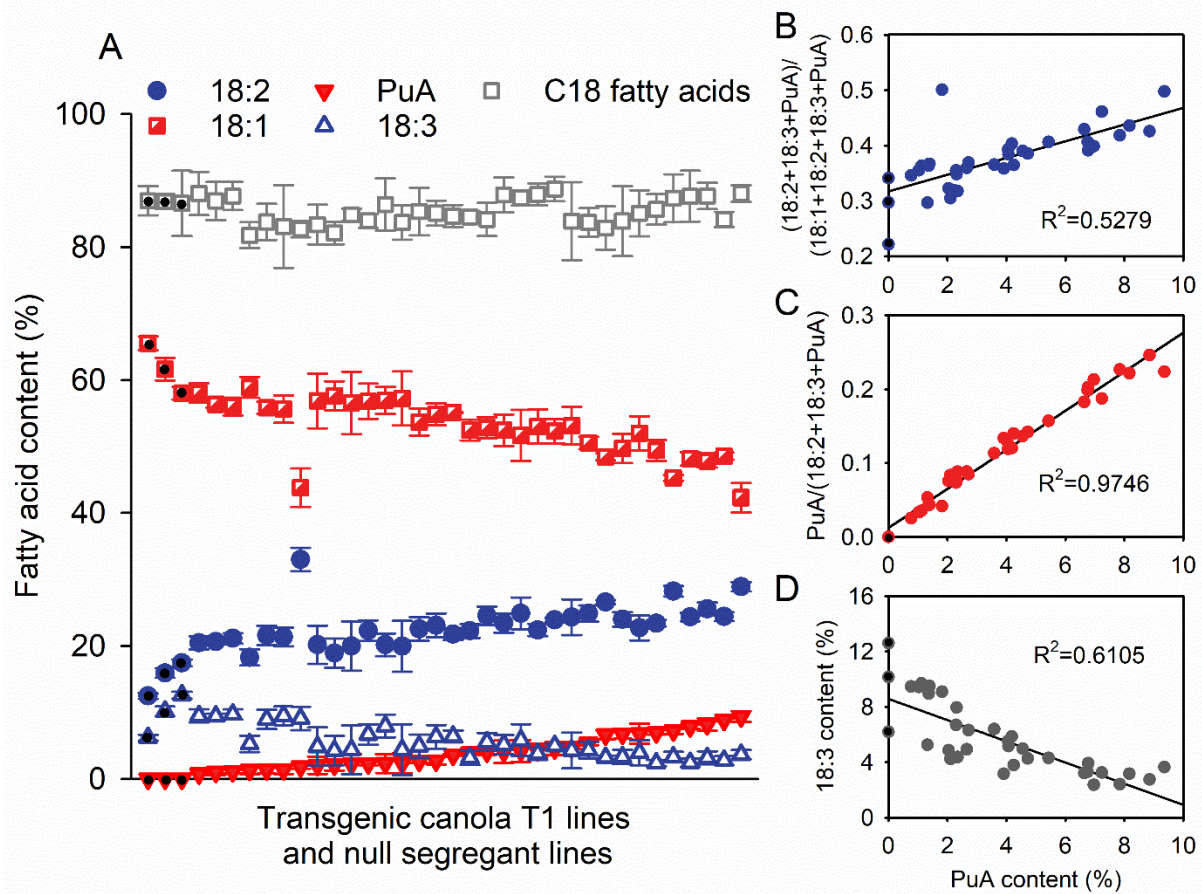 A
18:2 PuA C18 fatty acids
18:1 18:3
Fatty acid content (%)
100
80
60
40
20
0
Transgenic canola T1 lines
and null segregant lines
B
(18:2+18:3+PuA)/
(18:1+18:2+18:3+PuA)
0.6
0.5
0.4
0.3
0.2
R²=0.5279
0 2 4 6 8 10
C
PuA/(18:2+18:3+PuA)
0.3
0.2
0.1
0.0
R²=0.9746
0 2 4 6 8 10
D
18:3 content (%)
16
12
8
4
0
R²=0.6105
0 2 4 6 8 10
PuA content (%)